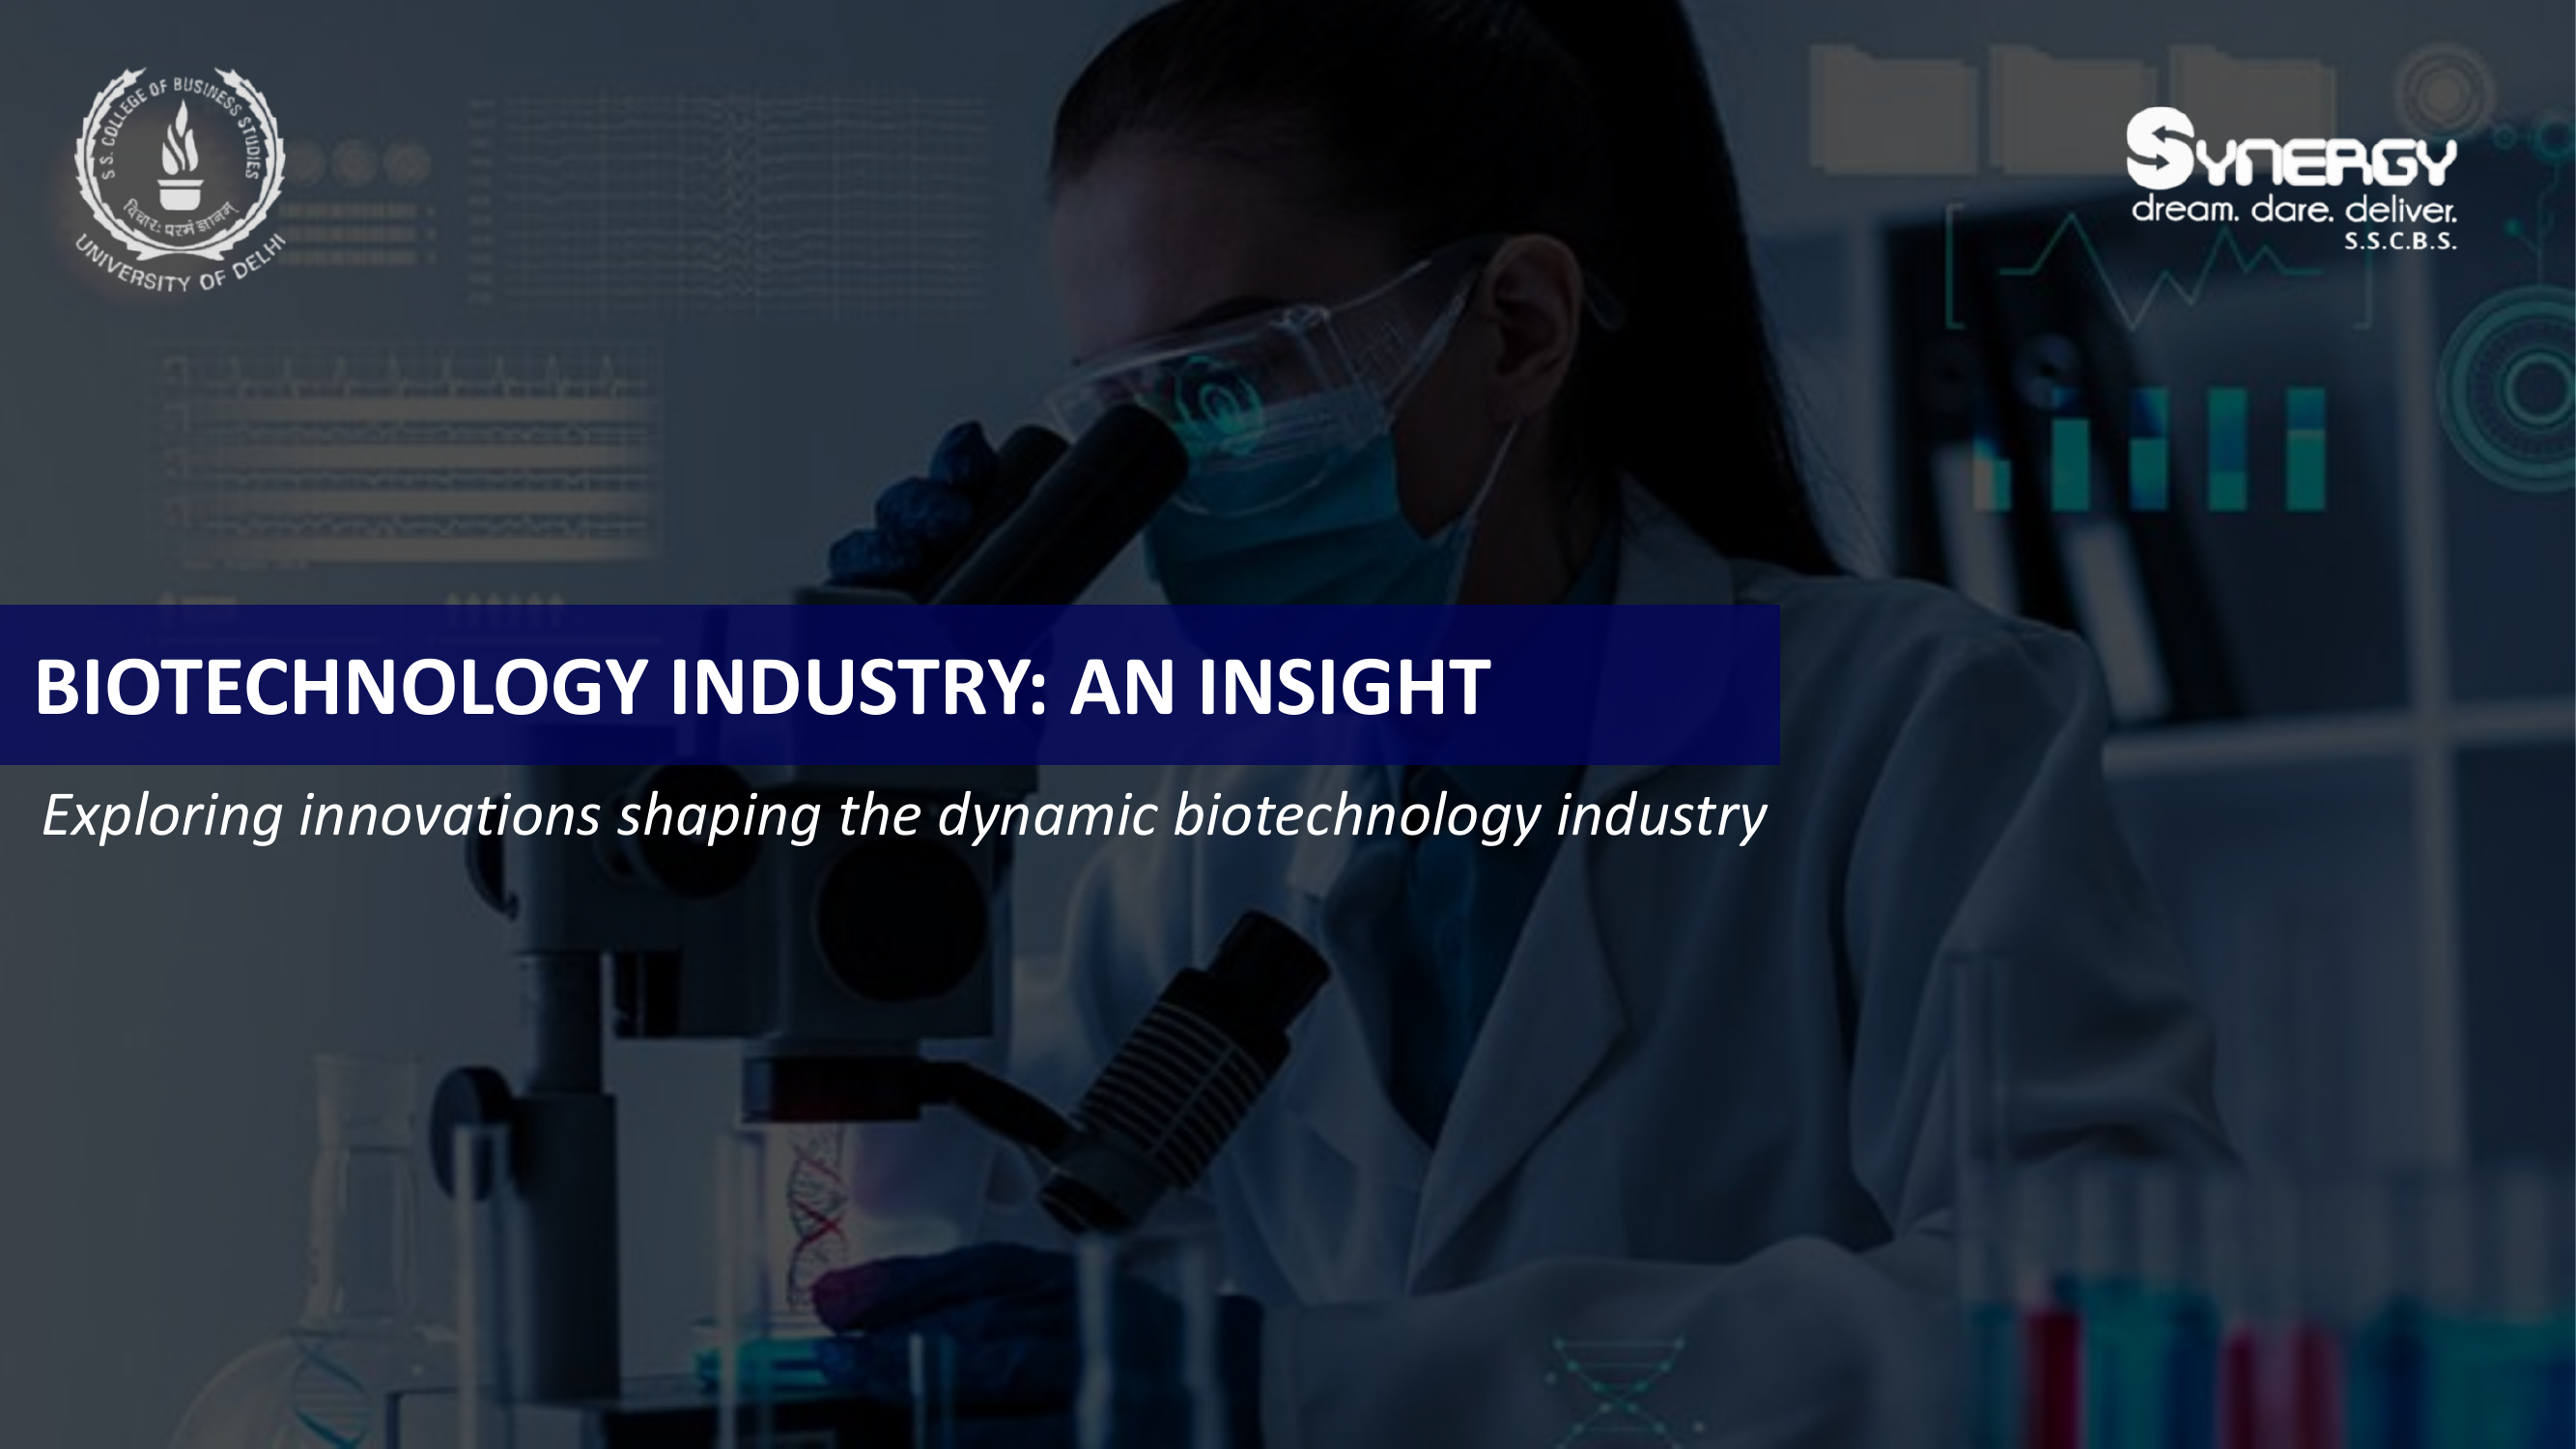 S.S. COLLEGE OF BUSINESS STUDIES
विचारः परमं ज्ञानम्
UNIVERSITY OF DELHI
SYNERGY
dream. dare. deliver.
S.S.C.B.S.
BIOTECHNOLOGY INDUSTRY: AN INSIGHT
Exploring innovations shaping the dynamic biotechnology industry